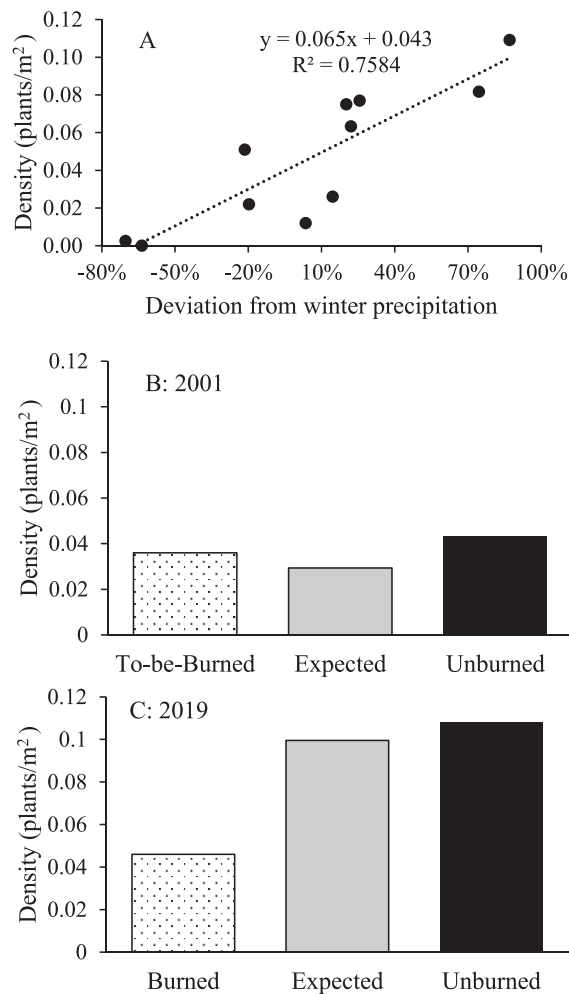 A
y = 0.065x + 0.043
R² = 0.7584
Density (plants/m²)
0.12
0.10
0.08
0.06
0.04
0.02
0.00
-80% -50% -20% 10% 40% 70% 100%
Deviation from winter precipitation
B: 2001
Density (plants/m²)
0.12
0.1
0.08
0.06
0.04
0.02
0
To-be-Burned Expected Unburned
C: 2019
Density (plants/m²)
0.12
0.1
0.08
0.06
0.04
0.02
0
Burned Expected Unburned